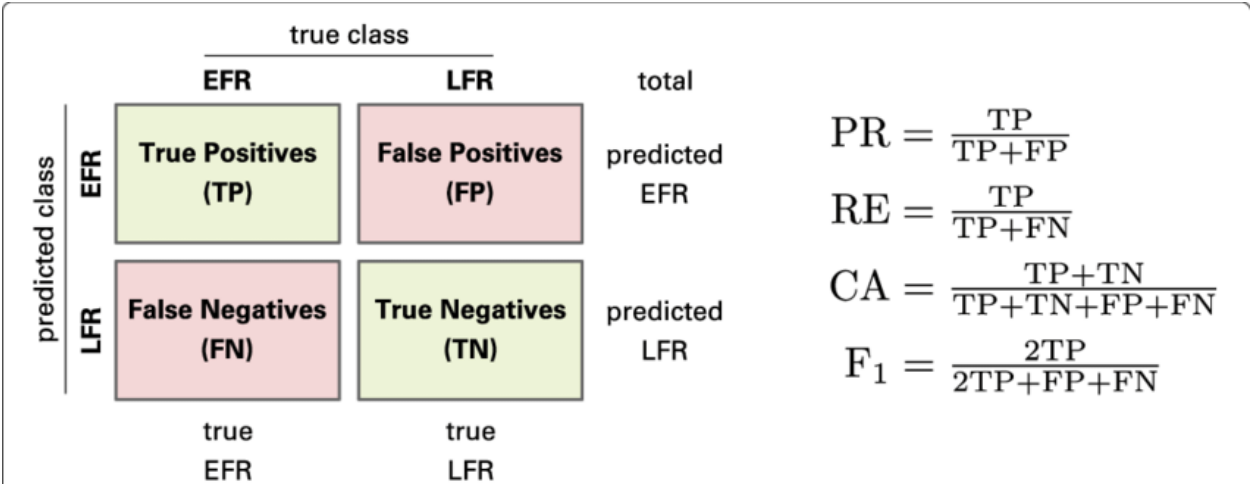 true class
EFR LFR total
predicted class
EFR
True Positives
(TP)
False Positives
(FP)
predicted
EFR
LFR
False Negatives
(FN)
True Negatives
(TN)
predicted
LFR
true
EFR
true
LFR
PR = TP / TP+FP
RE = TP / TP+FN
CA = TP+TN / TP+TN+FP+FN
F₁ = 2TP / 2TP+FP+FN